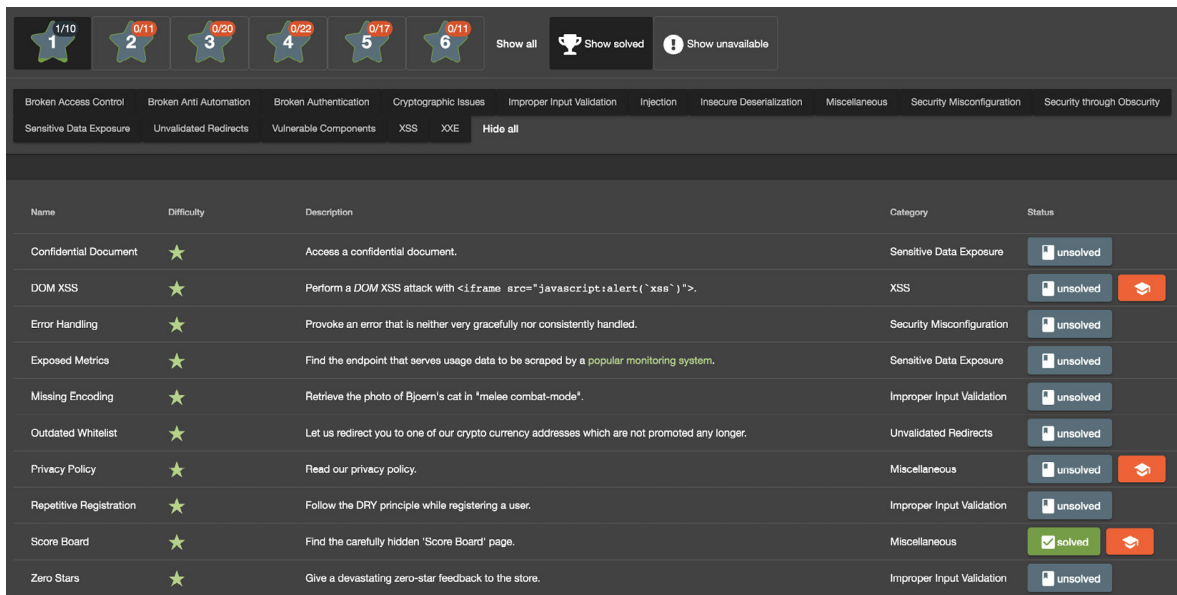 1/10 0/11 0/20 0/22 0/17 0/11
1 2 3 4 5 6 Show all Show solved Show unavailable
Broken Access Control Broken Anti Automation Broken Authentication Cryptographic Issues Improper Input Validation Injection Insecure Deserialization Miscellaneous Security Misconfiguration Security through Obscurity
Sensitive Data Exposure Unvalidated Redirects Vulnerable Components XSS XXE Hide all
Name Difficulty Description Category Status
Confidential Document Access a confidential document. Sensitive Data Exposure unsolved
DOM XSS Perform a DOM XSS attack with <iframe src="javascript:alert(`xss`)">. XSS unsolved
Error Handling Provoke an error that is neither very gracefully nor consistently handled. Security Misconfiguration unsolved
Exposed Metrics Find the endpoint that serves usage data to be scraped by a popular monitoring system. Sensitive Data Exposure unsolved
Missing Encoding Retrieve the photo of Bjoern's cat in "melee combat-mode". Improper Input Validation unsolved
Outdated Whitelist Let us redirect you to one of our crypto currency addresses which are not promoted any longer. Unvalidated Redirects unsolved
Privacy Policy Read our privacy policy. Miscellaneous unsolved
Repetitive Registration Follow the DRY principle while registering a user. Improper Input Validation unsolved
Score Board Find the carefully hidden 'Score Board' page. Miscellaneous solved
Zero Stars Give a devastating zero-star feedback to the store. Improper Input Validation unsolved